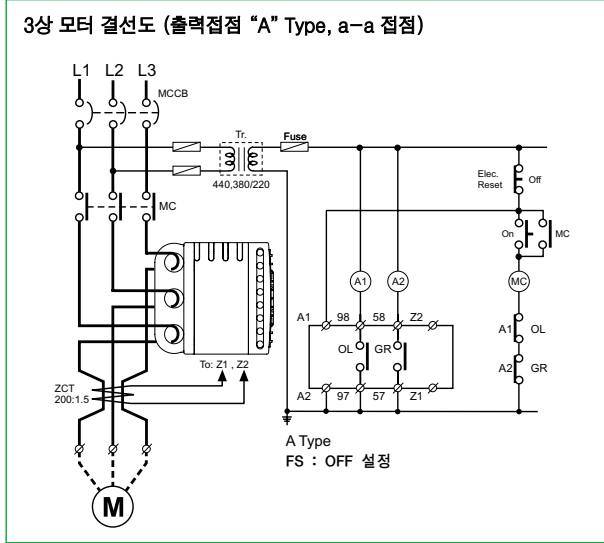 3상 모터 결선도 (출력접점 “A” Type, a-a 접점)
L1 L2 L3
MCCB
Tr.
Fuse
440,380/220
Elec.
Reset
Off
MC
On
MC
A1
A2
MC
A1 98 58 Z2
OL GR
A2 97 57 Z1
A1 OL
A2 GR
To: Z1 , Z2
ZCT
200:1.5
A Type
FS : OFF 설정
M